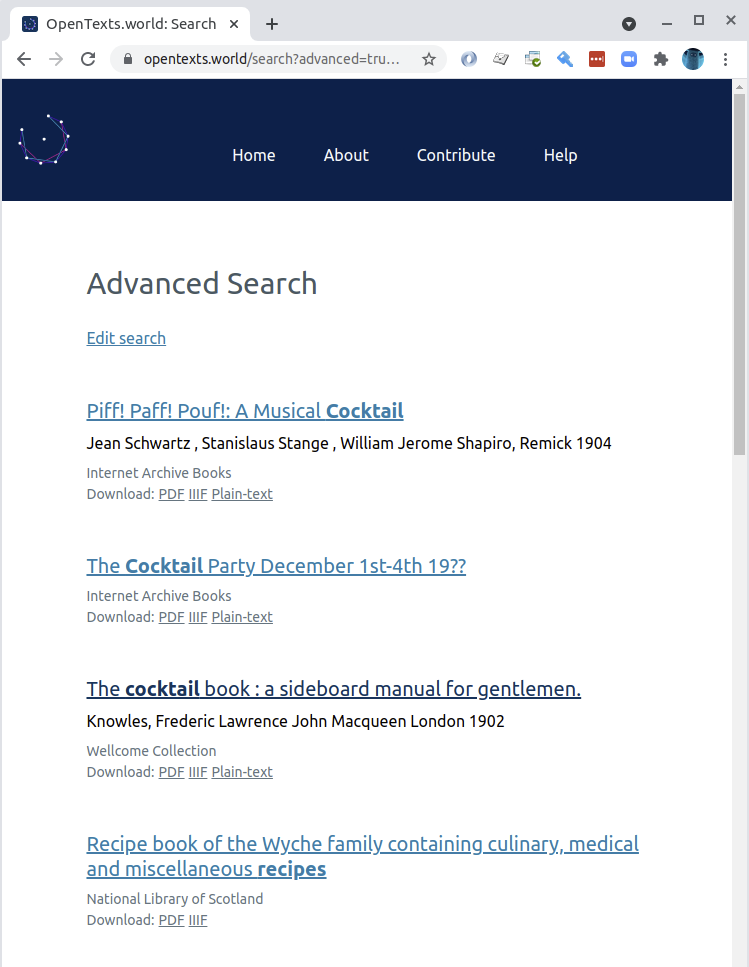 OpenTexts.world: Search
opentexts.world/search?advanced=tru…
Home About Contribute Help
Advanced Search
Edit search
Piff! Paff! Pouf!: A Musical Cocktail
Jean Schwartz , Stanislaus Stange , William Jerome Shapiro, Remick 1904
Internet Archive Books
Download: PDF IIIF Plain-text
The Cocktail Party December 1st-4th 19??
Internet Archive Books
Download: PDF IIIF Plain-text
The cocktail book : a sideboard manual for gentlemen.
Knowles, Frederic Lawrence John Macqueen London 1902
Wellcome Collection
Download: PDF IIIF Plain-text
Recipe book of the Wyche family containing culinary, medical
and miscellaneous recipes
National Library of Scotland
Download: PDF IIIF